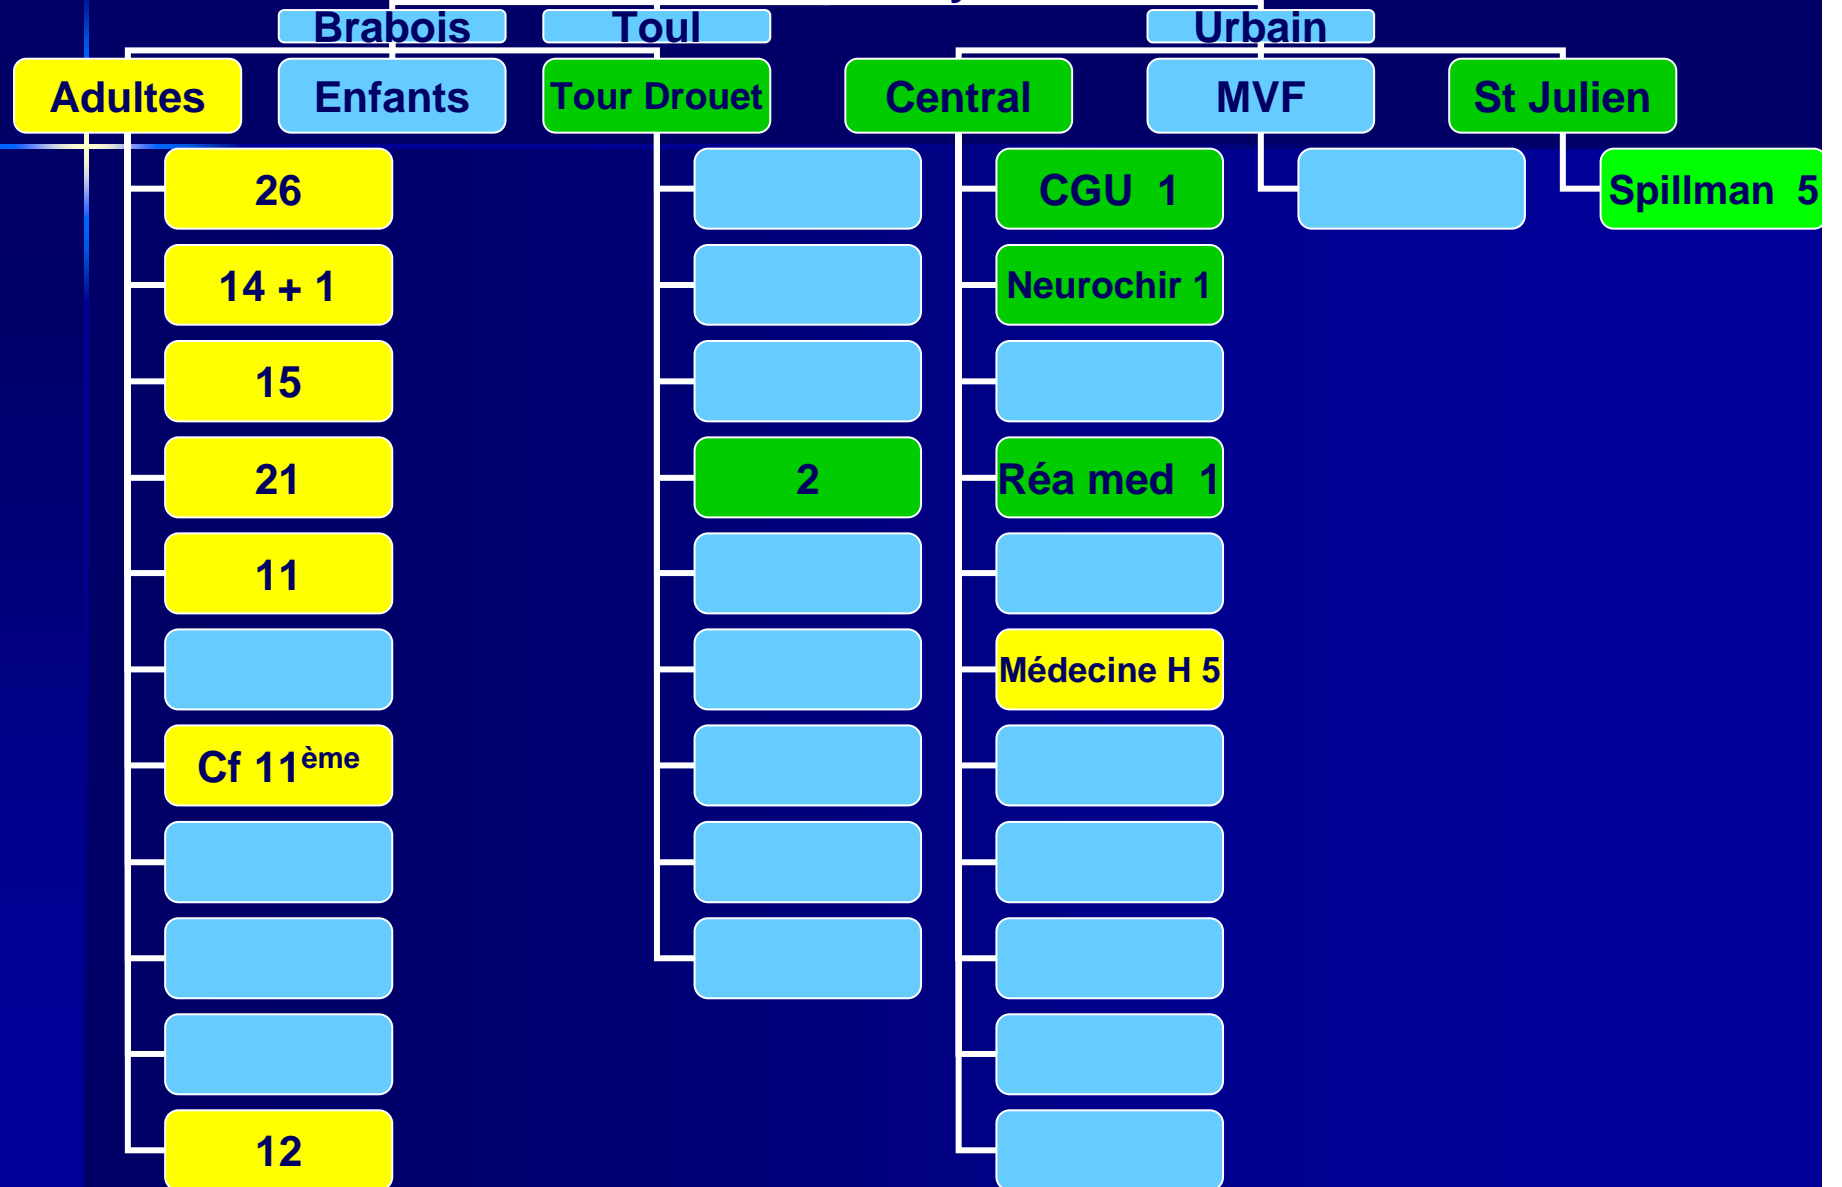 Brabois
Toul
Urbain
Adultes
Enfants
Tour Drouet
Central
MVF
St Julien
26
CGU 1
Spillman 5
14 + 1
Neurochir 1
15
21
2
Réa med 1
11
Médecine H 5
Cf 11ème
12